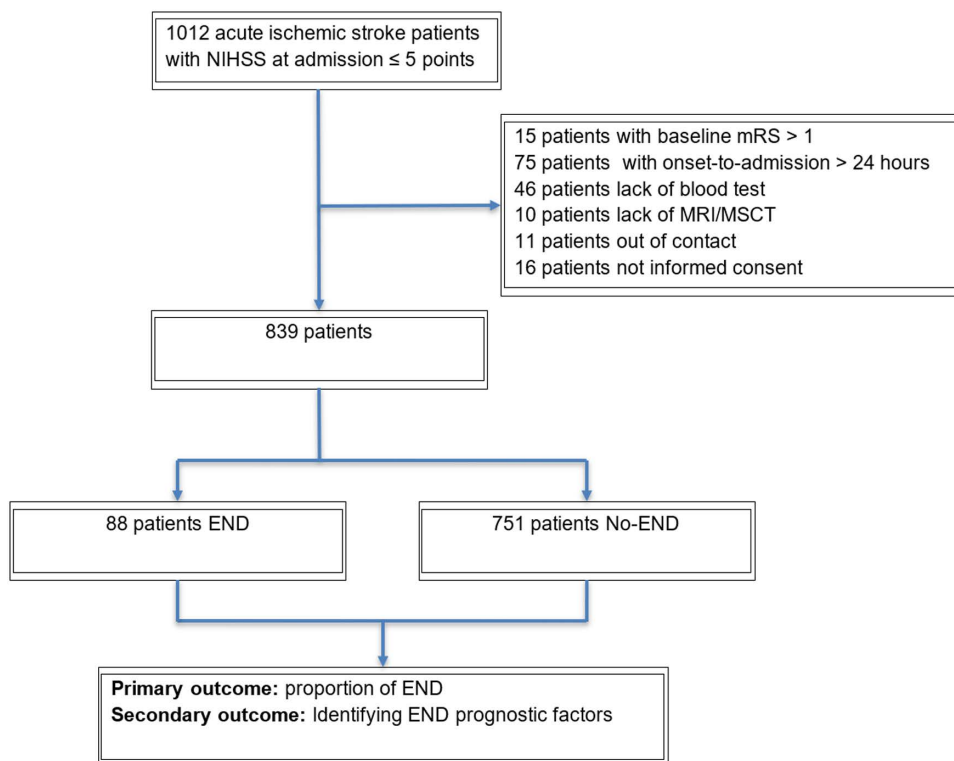 1012 acute ischemic stroke patients
with NIHSS at admission ≤ 5 points
15 patients with baseline mRS > 1
75 patients with onset-to-admission > 24 hours
46 patients lack of blood test
10 patients lack of MRI/MSCT
11 patients out of contact
16 patients not informed consent
839 patients
88 patients END
751 patients No-END
Primary outcome: proportion of END
Secondary outcome: Identifying END prognostic factors